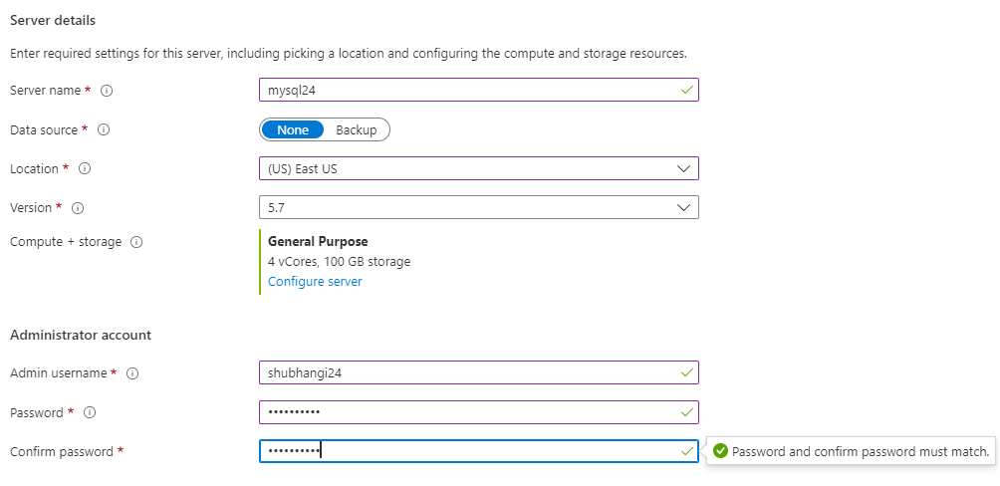 Server details
Enter required settings for this server, including picking a location and configuring the compute and storage resources.
Server name * mysql24
Data source * None Backup
Location * (US) East US
Version * 5.7
Compute + storage General Purpose
4 vCores, 100 GB storage
Configure server
Administrator account
Admin username * shubhangi24
Password * ••••••••••
Confirm password * •••••••••• Password and confirm password must match.